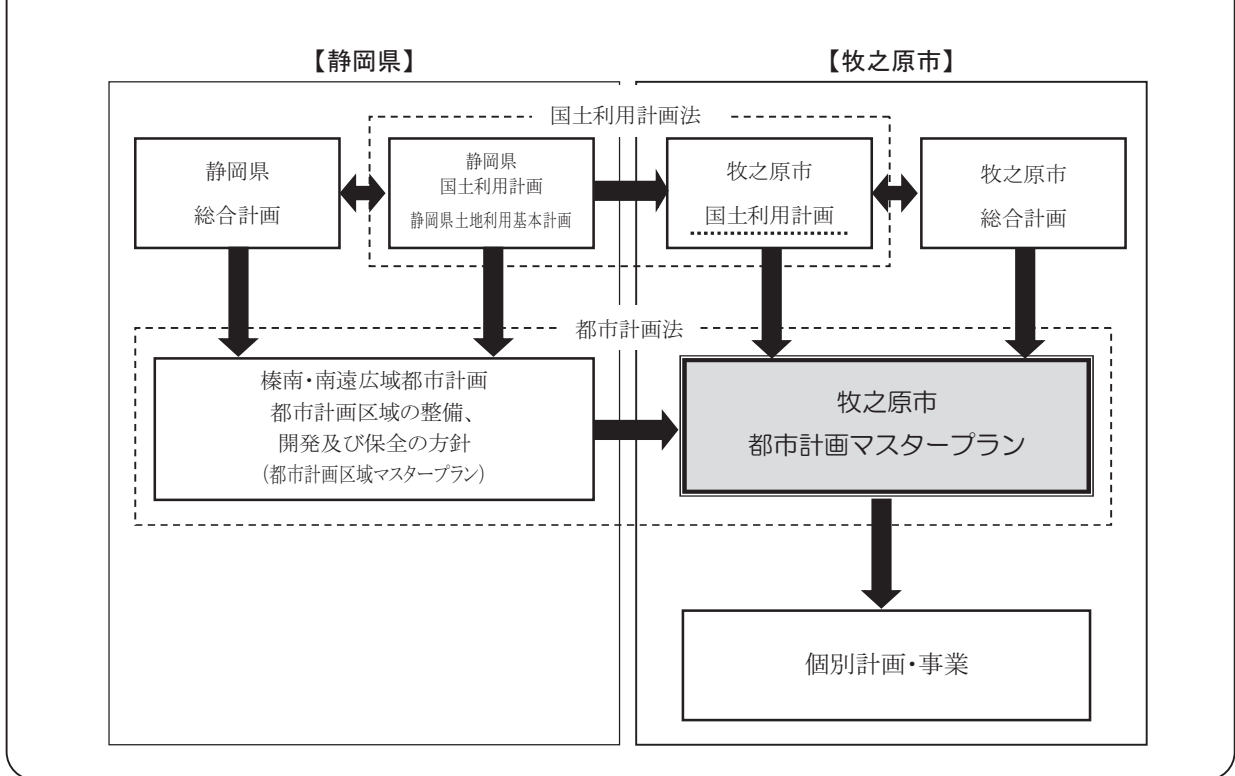 【静岡県】
【牧之原市】
国土利用計画法
静岡県
総合計画
静岡県
国土利用計画
静岡県土地利用基本計画
牧之原市
国土利用計画
牧之原市
総合計画
都市計画法
榛南・南遠広域都市計画
都市計画区域の整備、
開発及び保全の方針
(都市計画区域マスタープラン)
牧之原市
都市計画マスタープラン
個別計画・事業